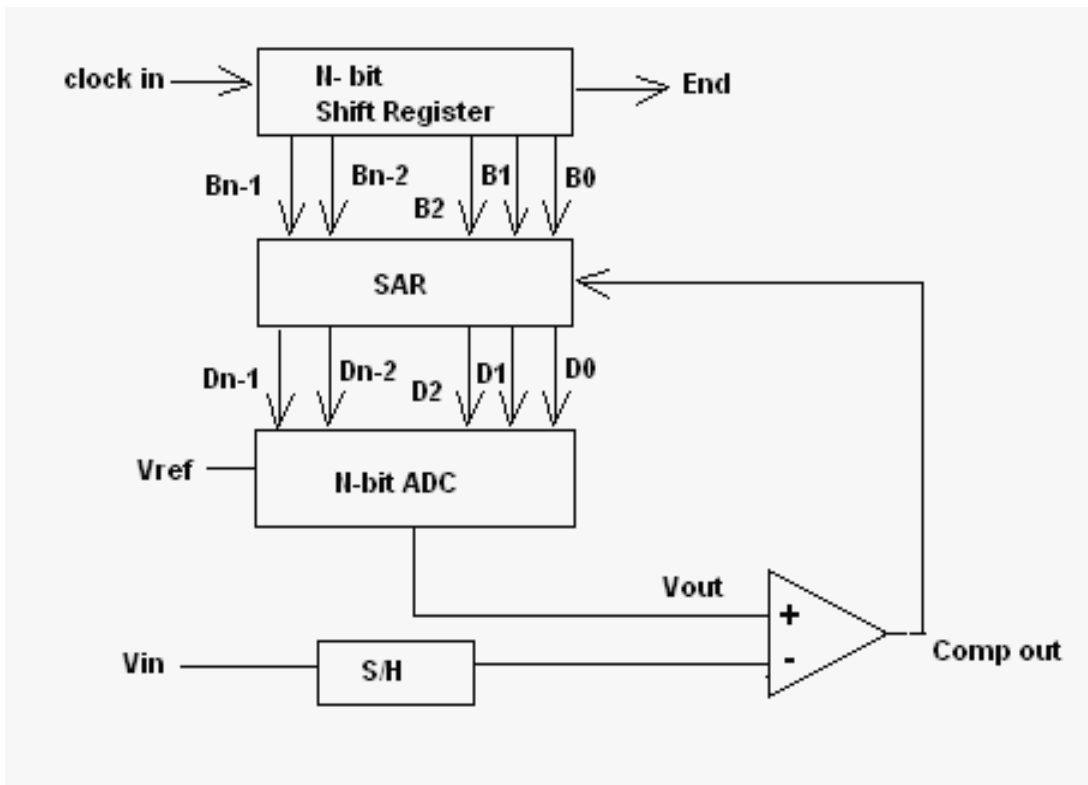 clock in
N- bit
Shift Register
End
Bn-1
Bn-2
B2
B1
B0
SAR
Dn-1
Dn-2
D2
D1
D0
Vref
N-bit ADC
Vout
+
-
Vin
S/H
Comp out